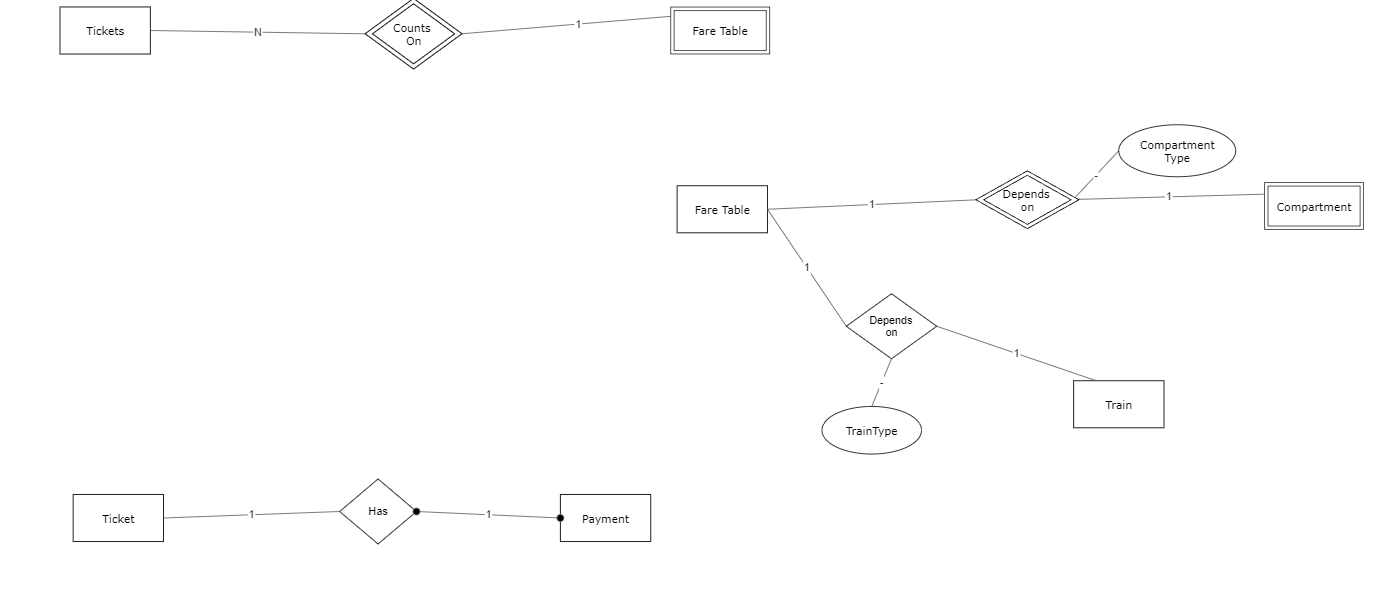 Tickets
N
Counts
On
1
Fare Table
Compartment
Type
-
Fare Table
1
Depends
on
1
Compartment
1
Depends
on
1
Train
-
TrainType
Ticket
1
Has
1
Payment